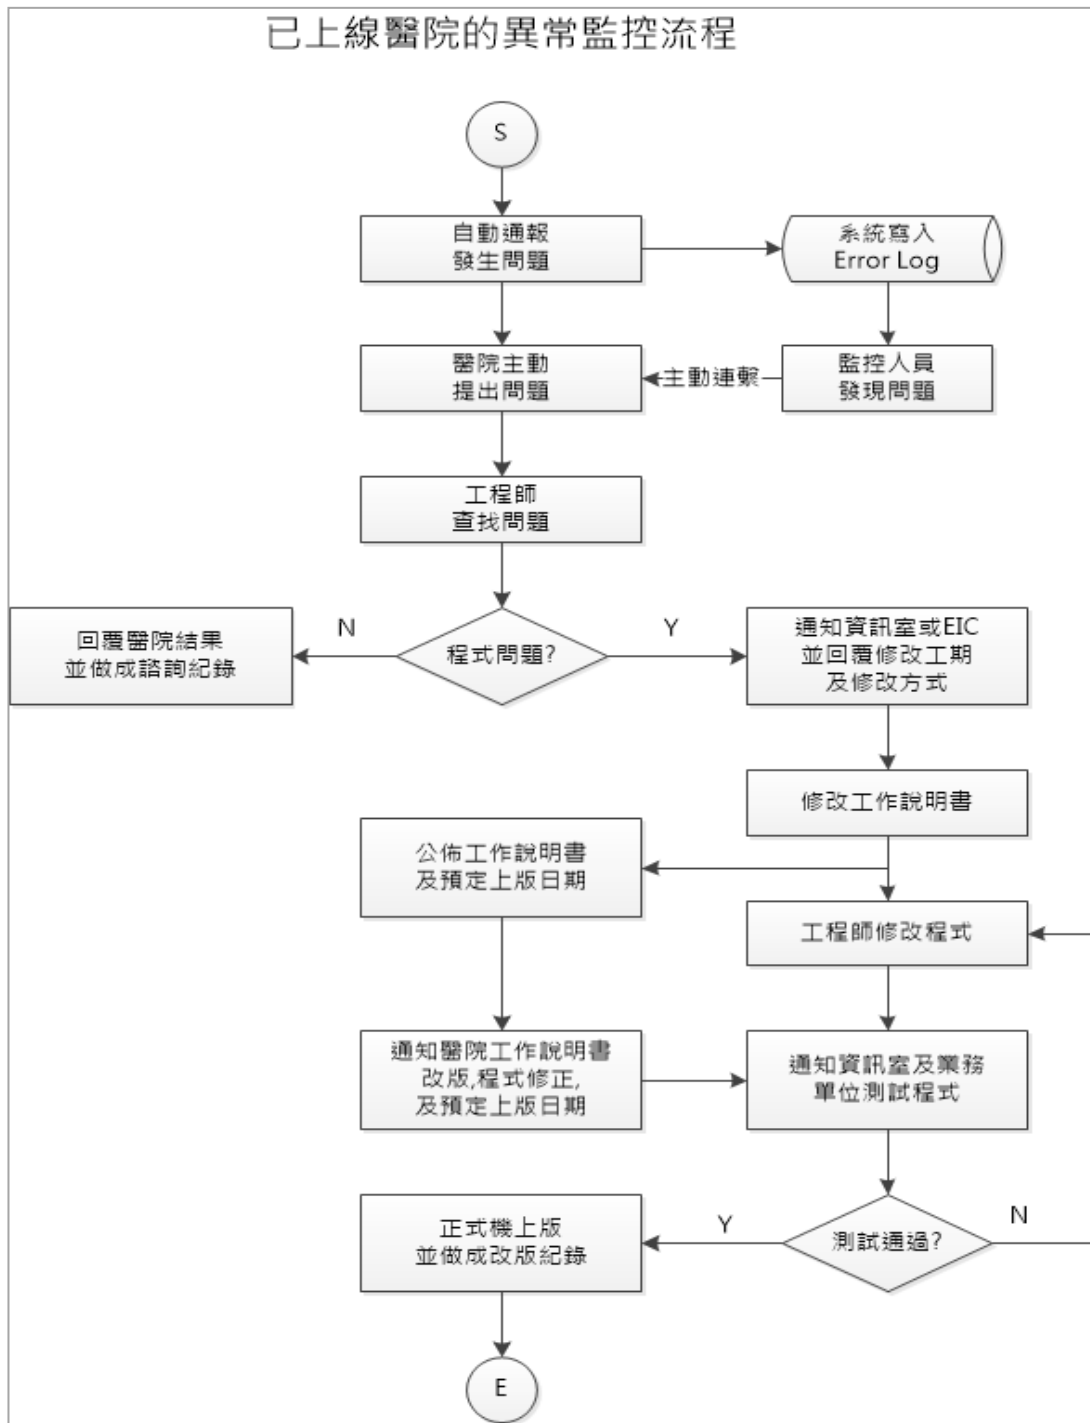 已上線醫院的異常監控流程
S
自動通報
發生問題
系統寫入
Error Log
醫院主動
提出問題
主動連繫
監控人員
發現問題
工程師
查找問題
回覆醫院結果
並做成諮詢紀錄
N
程式問題?
Y
通知資訊室或EIC
並回覆修改工期
及修改方式
修改工作說明書
公佈工作說明書
及預定上版日期
工程師修改程式
通知醫院工作說明書
改版,程式修正,
及預定上版日期
通知資訊室及業務
單位測試程式
正式機上版
並做成改版紀錄
Y
測試通過?
N
E